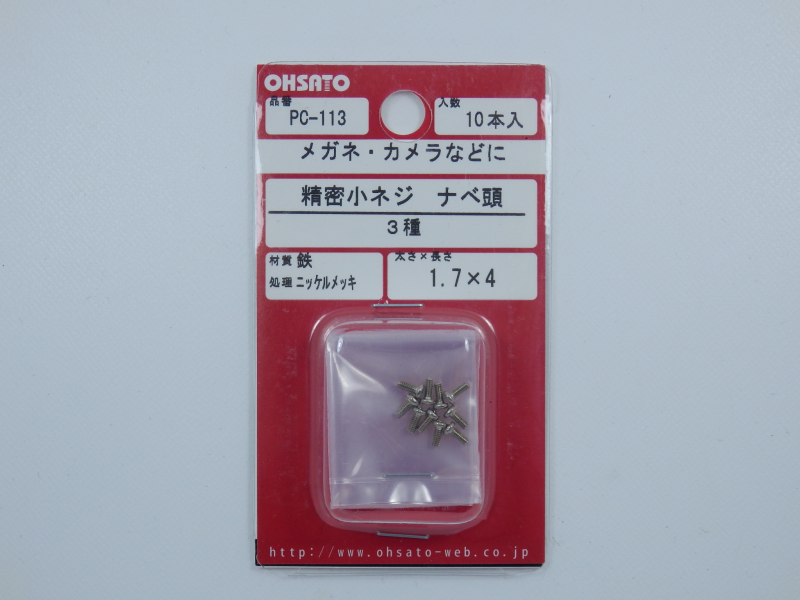 OHSATO
品番
PC-113
入数
10本入
メガネ・カメラなどに
精密小ネジ ナベ頭
3種
材質 鉄
処理 ニッケルメッキ
太さ×長さ
1.7×4
http://www.ohsato-web.co.jp